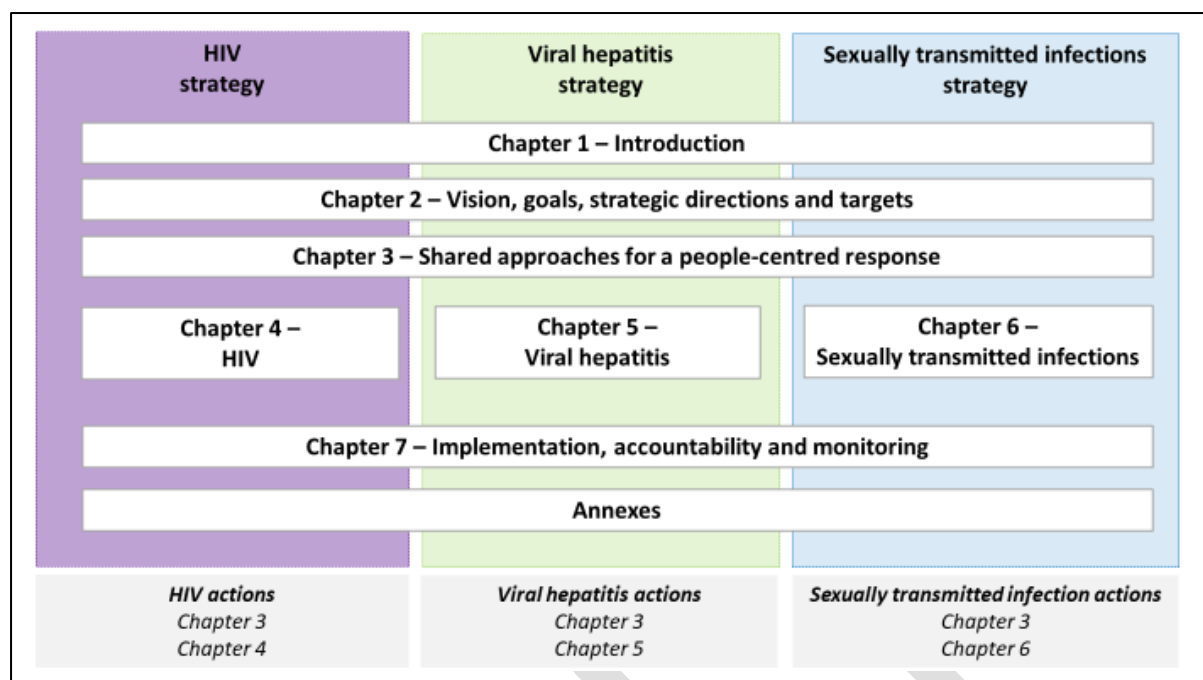 HIV
strategy
Viral hepatitis
strategy
Sexually transmitted infections
strategy
Chapter 1 – Introduction
Chapter 2 – Vision, goals, strategic directions and targets
Chapter 3 – Shared approaches for a people-centred response
Chapter 4 –
HIV
Chapter 5 –
Viral hepatitis
Chapter 6 –
Sexually transmitted infections
Chapter 7 – Implementation, accountability and monitoring
Annexes
HIV actions
Chapter 3
Chapter 4
Viral hepatitis actions
Chapter 3
Chapter 5
Sexually transmitted infection actions
Chapter 3
Chapter 6